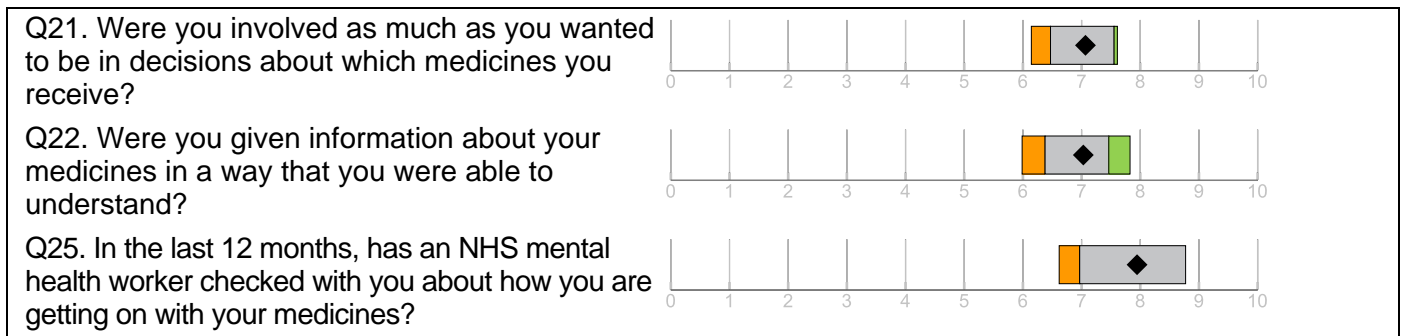 Q21. Were you involved as much as you wanted
to be in decisions about which medicines you
receive?
0 1 2 3 4 5 6 7 8 9 10
Q22. Were you given information about your
medicines in a way that you were able to
understand?
0 1 2 3 4 5 6 7 8 9 10
Q25. In the last 12 months, has an NHS mental
health worker checked with you about how you are
getting on with your medicines?
0 1 2 3 4 5 6 7 8 9 10